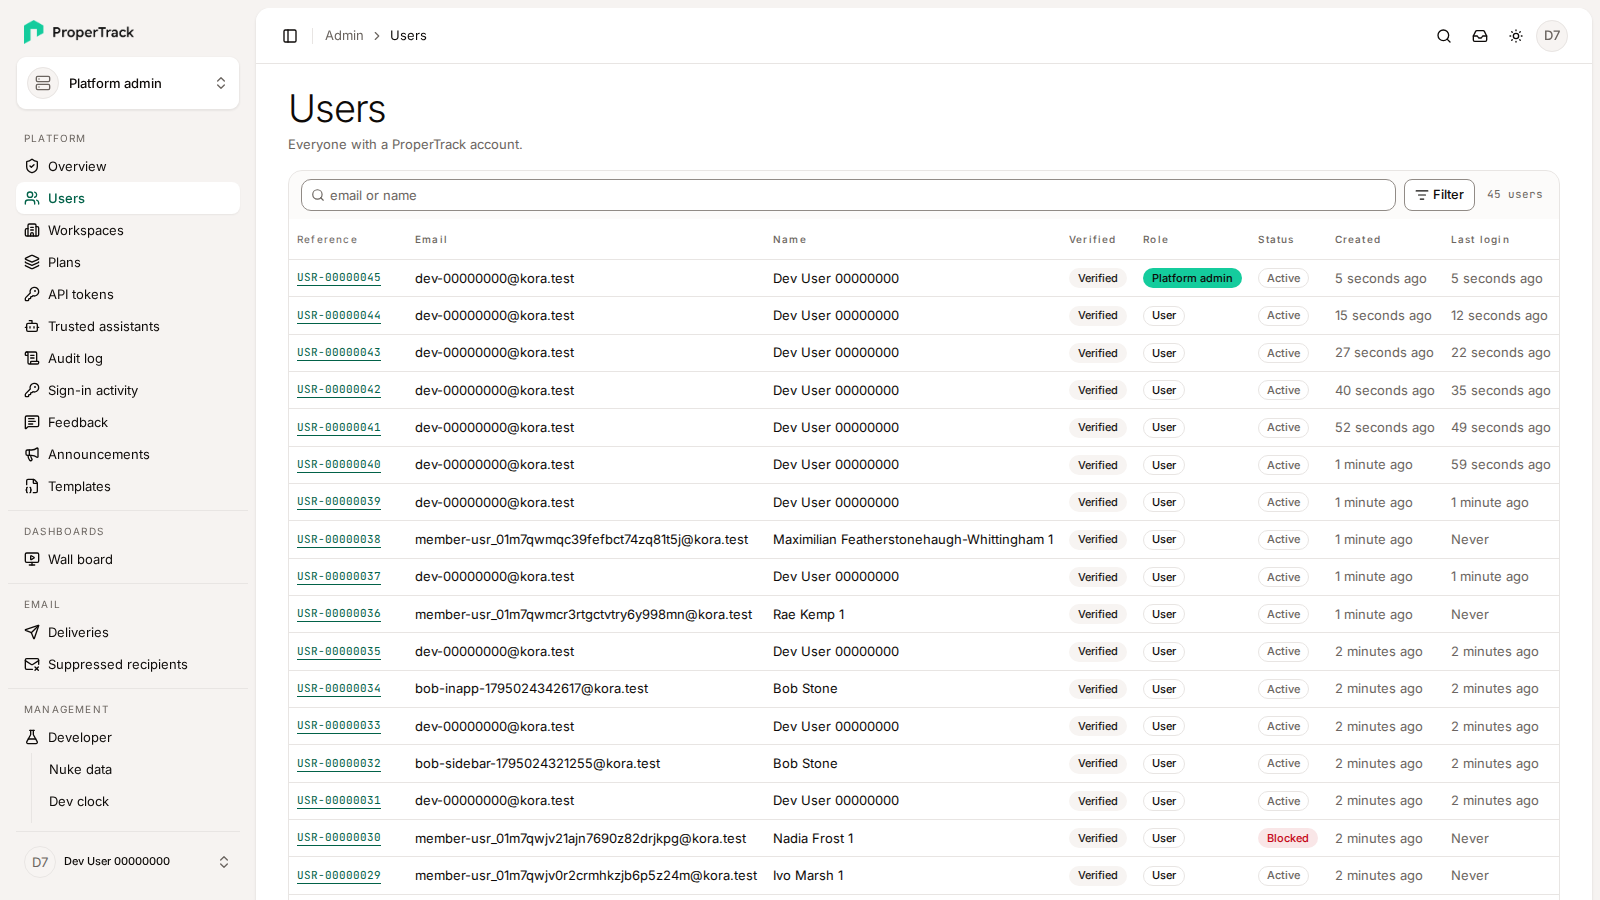 ProperTrack
Platform admin
PLATFORM
Overview
Users
Workspaces
Plans
API tokens
Trusted assistants
Audit log
Sign-in activity
Feedback
Announcements
Templates
DASHBOARDS
Wall board
EMAIL
Deliveries
Suppressed recipients
MANAGEMENT
Developer
Nuke data
Dev clock
D7 Dev User 00000000
Admin > Users
D7
Users
Everyone with a ProperTrack account.
email or name Filter 45 users
Reference Email Name Verified Role Status Created Last login
USR-00000045 dev-00000000@kora.test Dev User 00000000 Verified Platform admin Active 5 seconds ago 5 seconds ago
USR-00000044 dev-00000000@kora.test Dev User 00000000 Verified User Active 15 seconds ago 12 seconds ago
USR-00000043 dev-00000000@kora.test Dev User 00000000 Verified User Active 27 seconds ago 22 seconds ago
USR-00000042 dev-00000000@kora.test Dev User 00000000 Verified User Active 40 seconds ago 35 seconds ago
USR-00000041 dev-00000000@kora.test Dev User 00000000 Verified User Active 52 seconds ago 49 seconds ago
USR-00000040 dev-00000000@kora.test Dev User 00000000 Verified User Active 1 minute ago 59 seconds ago
USR-00000039 dev-00000000@kora.test Dev User 00000000 Verified User Active 1 minute ago 1 minute ago
USR-00000038 member-usr_01m7qwmqc39fefbct74zq81t5j@kora.test Maximilian Featherstonehaugh-Whittingham 1 Verified User Active 1 minute ago Never
USR-00000037 dev-00000000@kora.test Dev User 00000000 Verified User Active 1 minute ago 1 minute ago
USR-00000036 member-usr_01m7qwmcr3rtgctvtry6y998mn@kora.test Rae Kemp 1 Verified User Active 1 minute ago Never
USR-00000035 dev-00000000@kora.test Dev User 00000000 Verified User Active 2 minutes ago 2 minutes ago
USR-00000034 bob-inapp-1795024342617@kora.test Bob Stone Verified User Active 2 minutes ago 2 minutes ago
USR-00000033 dev-00000000@kora.test Dev User 00000000 Verified User Active 2 minutes ago 2 minutes ago
USR-00000032 bob-sidebar-1795024321255@kora.test Bob Stone Verified User Active 2 minutes ago 2 minutes ago
USR-00000031 dev-00000000@kora.test Dev User 00000000 Verified User Active 2 minutes ago 2 minutes ago
USR-00000030 member-usr_01m7qwjv21ajn7690z82drjkpg@kora.test Nadia Frost 1 Verified User Blocked 2 minutes ago Never
USR-00000029 member-usr_01m7qwjv0r2crmhkzjb6p5z24m@kora.test Ivo Marsh 1 Verified User Active 2 minutes ago Never